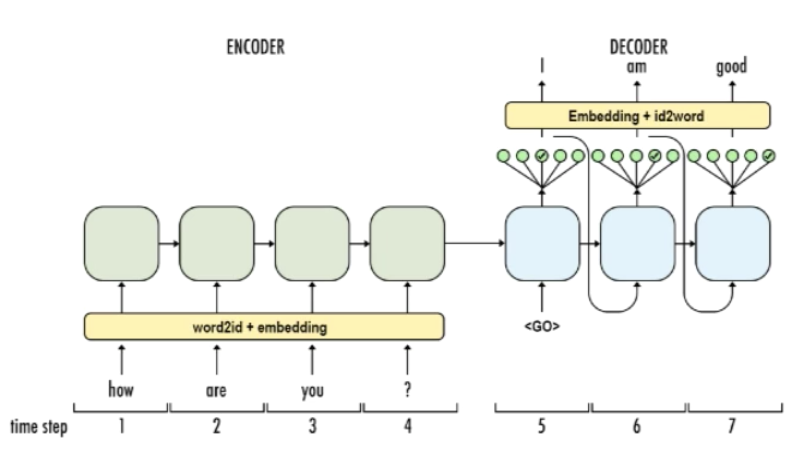 ENCODER
DECODER
I am good
Embedding + id2word
<GO>
word2id + embedding
how are you ?
time step 1 2 3 4 5 6 7